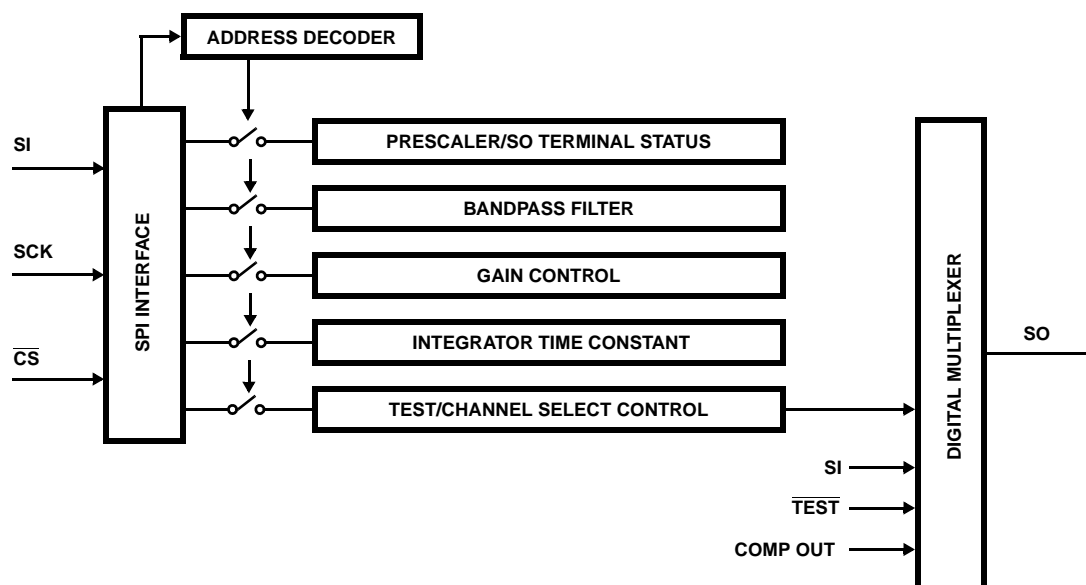 ADDRESS DECODER
SI
SCK
CS
SPI INTERFACE
PRESCALER/SO TERMINAL STATUS
BANDPASS FILTER
GAIN CONTROL
INTEGRATOR TIME CONSTANT
TEST/CHANNEL SELECT CONTROL
SI
TEST
COMP OUT
DIGITAL MULTIPLEXER
SO